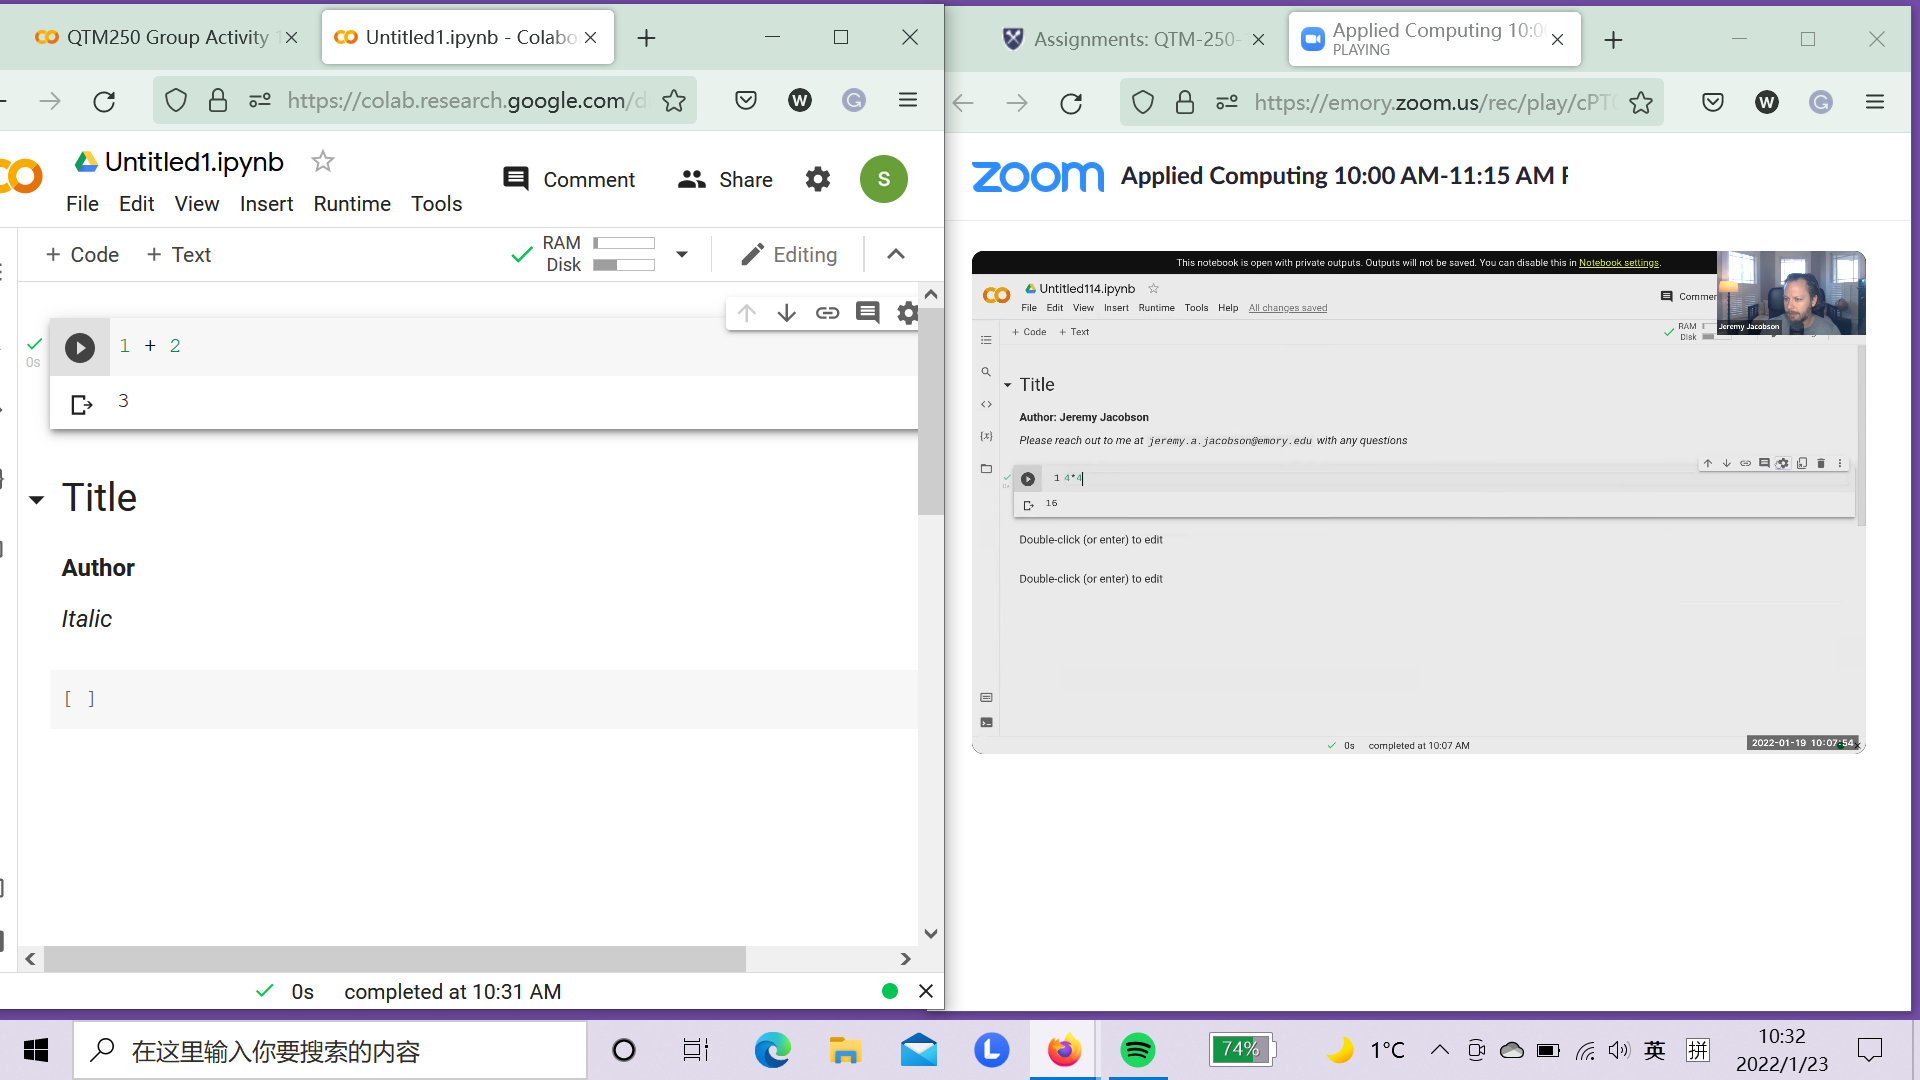 QTM250 Group Activity
Untitled1.ipynb - Colabo
https://colab.research.google.com/d
Untitled1.ipynb
Comment
Share
S
File Edit View Insert Runtime Tools
+ Code + Text
RAM
Disk
Editing
1 + 2
0s
3
Title
Author
Italic
[ ]
0s completed at 10:31 AM
Assignments: QTM-250-
Applied Computing 10:00
PLAYING
https://emory.zoom.us/rec/play/cPT
zoom Applied Computing 10:00 AM-11:15 AM
This notebook is open with private outputs. Outputs will not be saved. You can disable this in Notebook settings.
Untitled114.ipynb
File Edit View Insert Runtime Tools Help All changes saved
Commen
+ Code + Text
RAM
Disk
Jeremy Jacobson
Title
Author: Jeremy Jacobson
Please reach out to me at jeremy.a.jacobson@emory.edu with any questions
1 4*4
16
Double-click (or enter) to edit
Double-click (or enter) to edit
0s completed at 10:07 AM
2022-01-19 10:07:54
在这里输入你要搜索的内容
74%
1°C
英
拼
10:32
2022/1/23